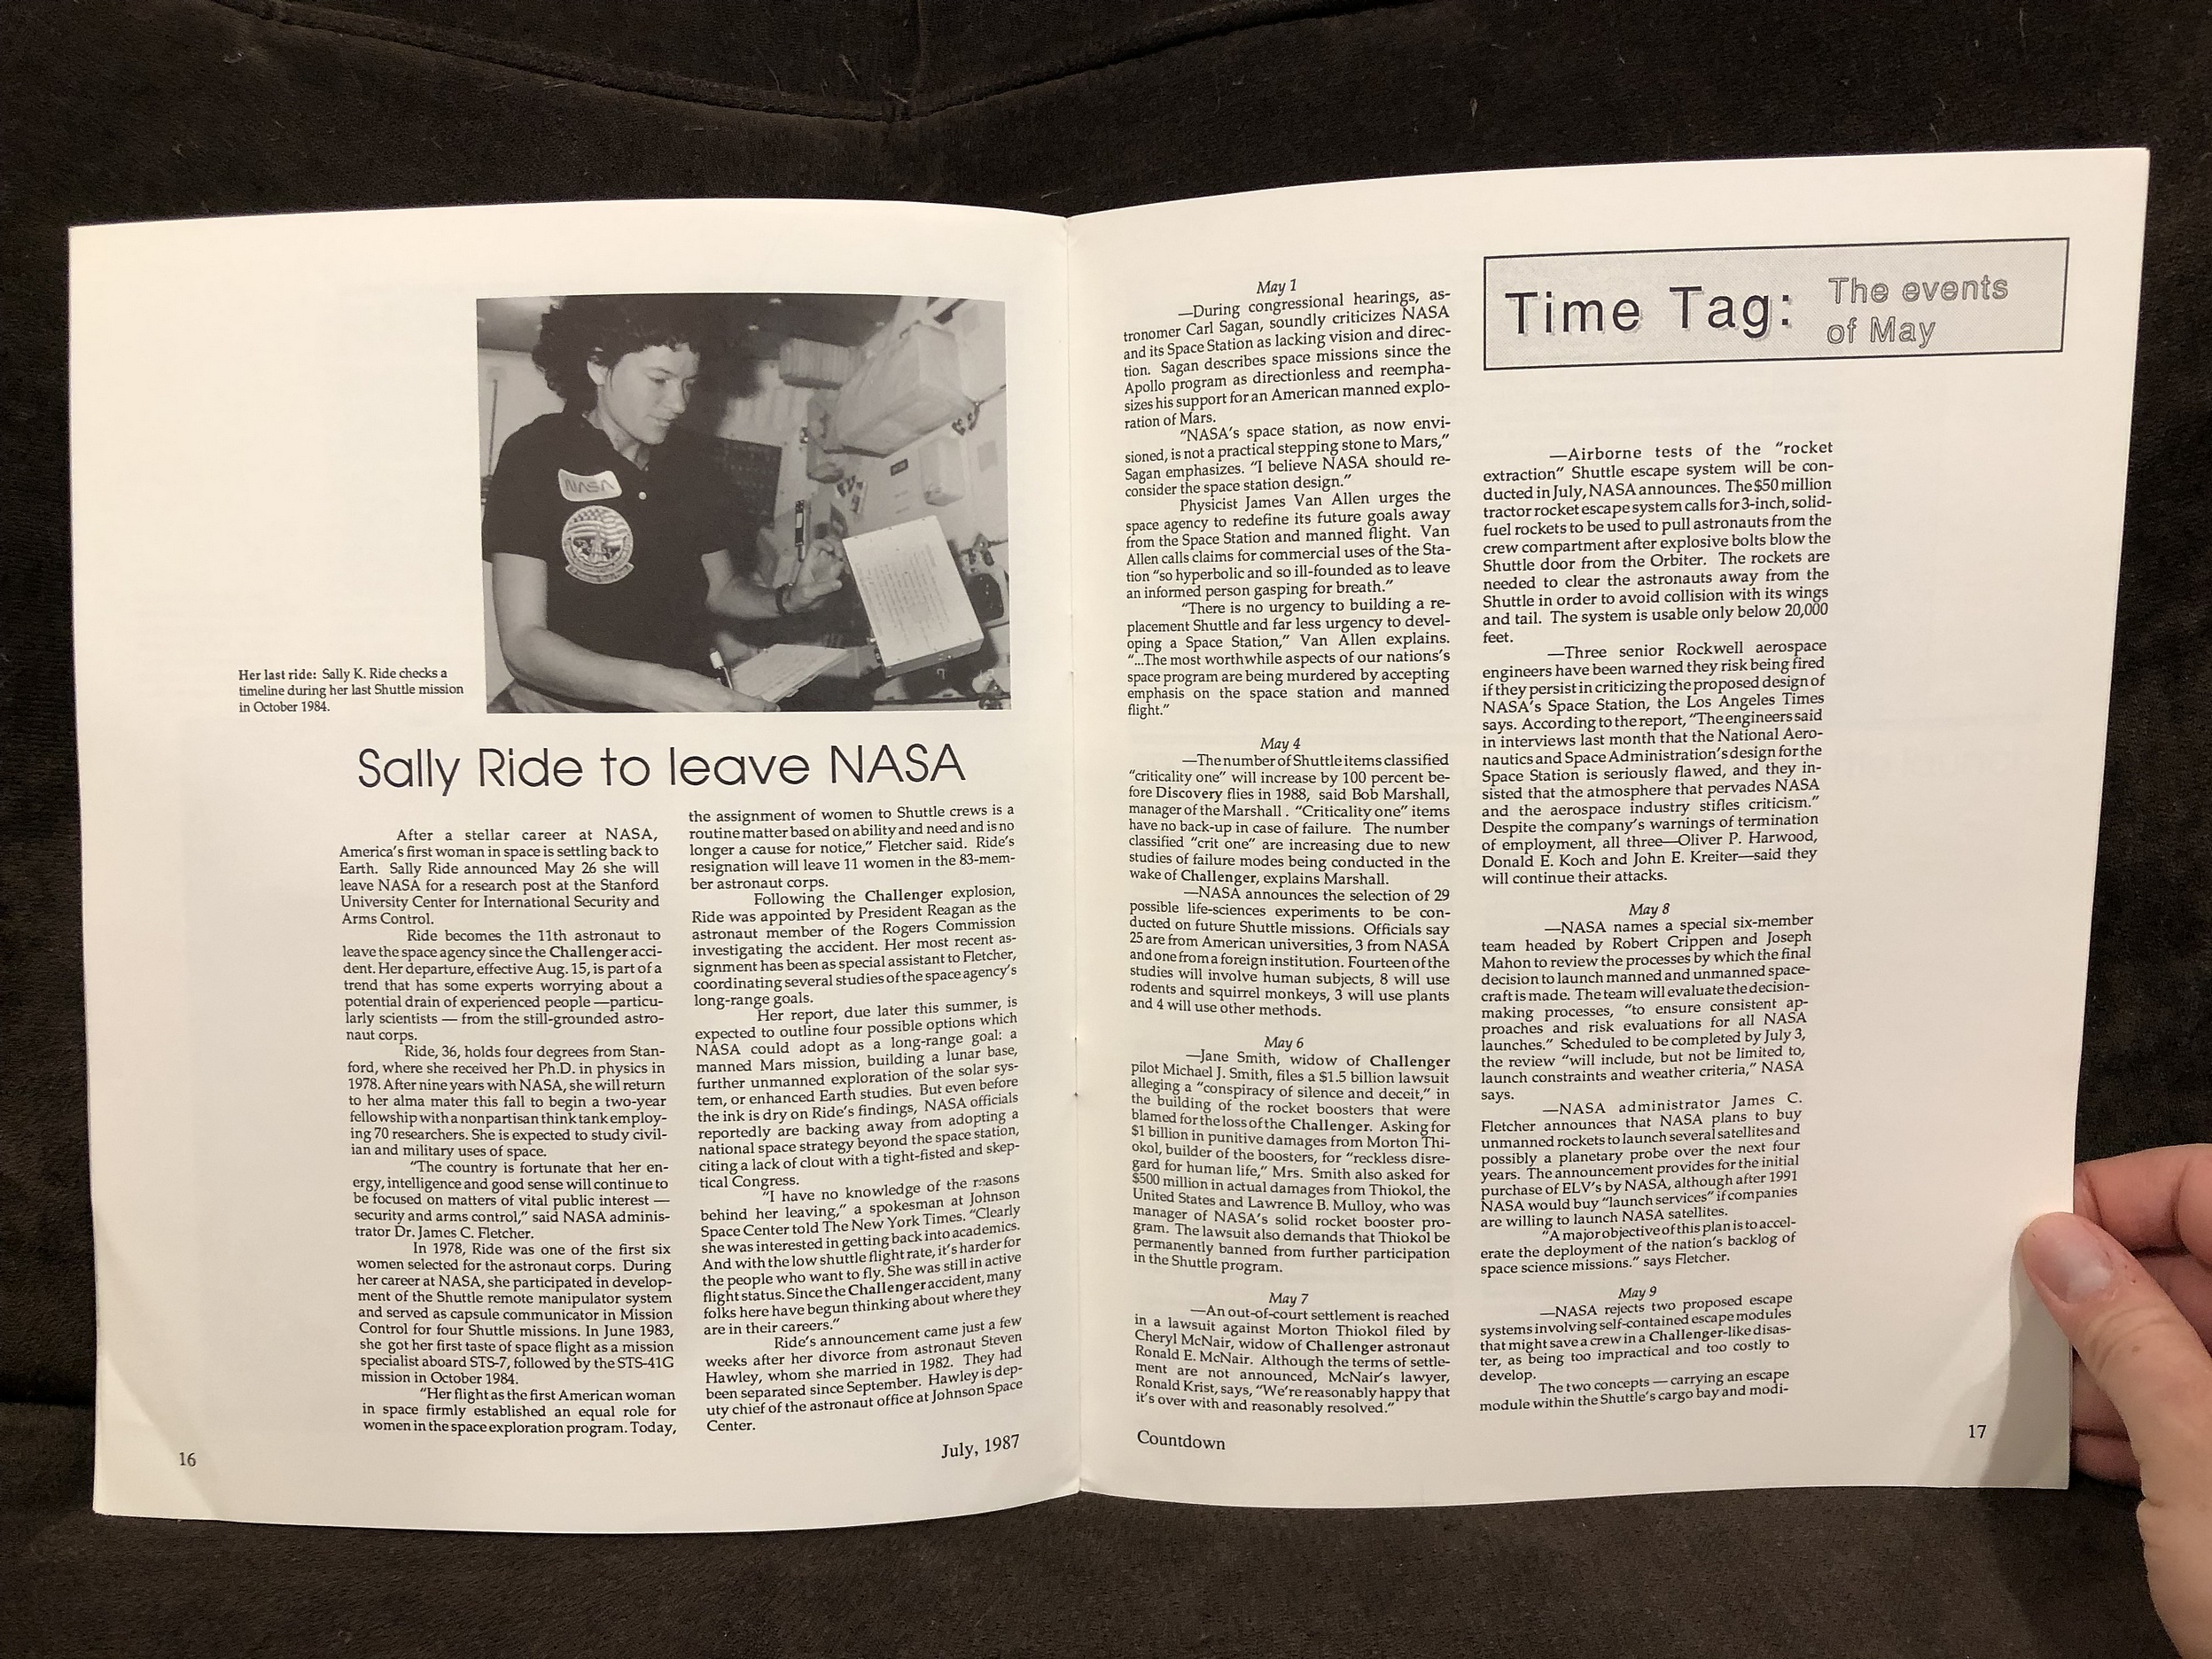 NASA
Her last ride: Sally K. Ride checks a
timeline during her last Shuttle mission
in October 1984.
Sally Ride to leave NASA
After a stellar career at NASA,
America's first woman in space is settling back to
Earth. Sally Ride announced May 26 she will
leave NASA for a research post at the Stanford
University Center for International Security and
Arms Control.
Ride becomes the 11th astronaut to
leave the space agency since the Challenger acci-
dent. Her departure, effective Aug. 15, is part of a
trend that has some experts worrying about a
potential drain of experienced people —particu-
larly scientists — from the still-grounded astro-
naut corps.
Ride, 36, holds four degrees from Stan-
ford, where she received her Ph.D. in physics in
1978. After nine years with NASA, she will return
to her alma mater this fall to begin a two-year
fellowship with a nonpartisan think tank employ-
ing 70 researchers. She is expected to study civil-
ian and military uses of space.
"The country is fortunate that her en-
ergy, intelligence and good sense will continue to
be focused on matters of vital public interest —
security and arms control," said NASA adminis-
trator Dr. James C. Fletcher.
In 1978, Ride was one of the first six
women selected for the astronaut corps. During
her career at NASA, she participated in develop-
ment of the Shuttle remote manipulator system
and served as capsule communicator in Mission
Control for four Shuttle missions. In June 1983,
she got her first taste of space flight as a mission
specialist aboard STS-7, followed by the STS-41G
mission in October 1984.
"Her flight as the first American woman
in space firmly established an equal role for
women in the space exploration program. Today,
the assignment of women to Shuttle crews is a
routine matter based on ability and need and is no
longer a cause for notice," Fletcher said. Ride's
resignation will leave 11 women in the 83-mem-
ber astronaut corps.
Following the Challenger explosion,
Ride was appointed by President Reagan as the
astronaut member of the Rogers Commission
investigating the accident. Her most recent as-
signment has been as special assistant to Fletcher,
coordinating several studies of the space agency's
long-range goals.
Her report, due later this summer, is
expected to outline four possible options which
NASA could adopt as a long-range goal: a
manned Mars mission, building a lunar base,
further unmanned exploration of the solar sys-
tem, or enhanced Earth studies. But even before
the ink is dry on Ride's findings, NASA officials
reportedly are backing away from adopting a
national space strategy beyond the space station,
citing a lack of clout with a tight-fisted and skep-
tical Congress.
"I have no knowledge of the reasons
behind her leaving," a spokesman at Johnson
Space Center told The New York Times. "Clearly
she was interested in getting back into academics.
And with the low shuttle flight rate, it's harder for
the people who want to fly. She was still in active
flight status. Since the Challenger accident, many
folks here have begun thinking about where they
are in their careers."
Ride's announcement came just a few
weeks after her divorce from astronaut Steven
Hawley, whom she married in 1982. They had
been separated since September. Hawley is dep-
uty chief of the astronaut office at Johnson Space
Center.
16
July, 1987
Time Tag: The events
of May
May 1
—During congressional hearings, as-
tronomer Carl Sagan, soundly criticizes NASA
and its Space Station as lacking vision and direc-
tion. Sagan describes space missions since the
Apollo program as directionless and reempha-
sizes his support for an American manned explo-
ration of Mars.
"NASA's space station, as now envi-
sioned, is not a practical stepping stone to Mars,"
Sagan emphasizes. "I believe NASA should re-
consider the space station design."
Physicist James Van Allen urges the
space agency to redefine its future goals away
from the Space Station and manned flight. Van
Allen calls claims for commercial uses of the Sta-
tion "so hyperbolic and so ill-founded as to leave
an informed person gasping for breath."
"There is no urgency to building a re-
placement Shuttle and far less urgency to devel-
oping a Space Station," Van Allen explains.
"...The most worthwhile aspects of our nations's
space program are being murdered by accepting
emphasis on the space station and manned
flight."
May 4
—The number of Shuttle items classified
"criticality one" will increase by 100 percent be-
fore Discovery flies in 1988, said Bob Marshall,
manager of the Marshall . "Criticality one" items
have no back-up in case of failure. The number
classified "crit one" are increasing due to new
studies of failure modes being conducted in the
wake of Challenger, explains Marshall.
—NASA announces the selection of 29
possible life-sciences experiments to be con-
ducted on future Shuttle missions. Officials say
25 are from American universities, 3 from NASA
and one from a foreign institution. Fourteen of the
studies will involve human subjects, 8 will use
rodents and squirrel monkeys, 3 will use plants
and 4 will use other methods.
May 6
—Jane Smith, widow of Challenger
pilot Michael J. Smith, files a $1.5 billion lawsuit
alleging a "conspiracy of silence and deceit," in
the building of the rocket boosters that were
blamed for the loss of the Challenger. Asking for
$1 billion in punitive damages from Morton Thi-
okol, builder of the boosters, for "reckless disre-
gard for human life," Mrs. Smith also asked for
$500 million in actual damages from Thiokol, the
United States and Lawrence B. Mulloy, who was
manager of NASA's solid rocket booster pro-
gram. The lawsuit also demands that Thiokol be
permanently banned from further participation
in the Shuttle program.
May 7
—An out-of-court settlement is reached
in a lawsuit against Morton Thiokol filed by
Cheryl McNair, widow of Challenger astronaut
Ronald E. McNair. Although the terms of settle-
ment are not announced, McNair's lawyer,
Ronald Krist, says, "We're reasonably happy that
it's over with and reasonably resolved."
—Airborne tests of the "rocket
extraction" Shuttle escape system will be con-
ducted in July, NASA announces. The $50 million
tractor rocket escape system calls for 3-inch, solid-
fuel rockets to be used to pull astronauts from the
crew compartment after explosive bolts blow the
Shuttle door from the Orbiter. The rockets are
needed to clear the astronauts away from the
Shuttle in order to avoid collision with its wings
and tail. The system is usable only below 20,000
feet.
—Three senior Rockwell aerospace
engineers have been warned they risk being fired
if they persist in criticizing the proposed design of
NASA's Space Station, the Los Angeles Times
says. According to the report, "The engineers said
in interviews last month that the National Aero-
nautics and Space Administration's design for the
Space Station is seriously flawed, and they in-
sisted that the atmosphere that pervades NASA
and the aerospace industry stifles criticism."
Despite the company's warnings of termination
of employment, all three—Oliver P. Harwood,
Donald E. Koch and John E. Kreiter—said they
will continue their attacks.
May 8
—NASA names a special six-member
team headed by Robert Crippen and Joseph
Mahon to review the processes by which the final
decision to launch manned and unmanned space-
craft is made. The team will evaluate the decision-
making processes, "to ensure consistent ap-
proaches and risk evaluations for all NASA
launches." Scheduled to be completed by July 3,
the review "will include, but not be limited to,
launch constraints and weather criteria," NASA
says.
—NASA administrator James C.
Fletcher announces that NASA plans to buy
unmanned rockets to launch several satellites and
possibly a planetary probe over the next four
years. The announcement provides for the initial
purchase of ELV's by NASA, although after 1991
NASA would buy "launch services" if companies
are willing to launch NASA satellites.
"A major objective of this plan is to accel-
erate the deployment of the nation's backlog of
space science missions." says Fletcher.
May 9
—NASA rejects two proposed escape
systems involving self-contained escape modules
that might save a crew in a Challenger-like disas-
ter, as being too impractical and too costly to
develop.
The two concepts — carrying an escape
module within the Shuttle's cargo bay and modi-
Countdown
17